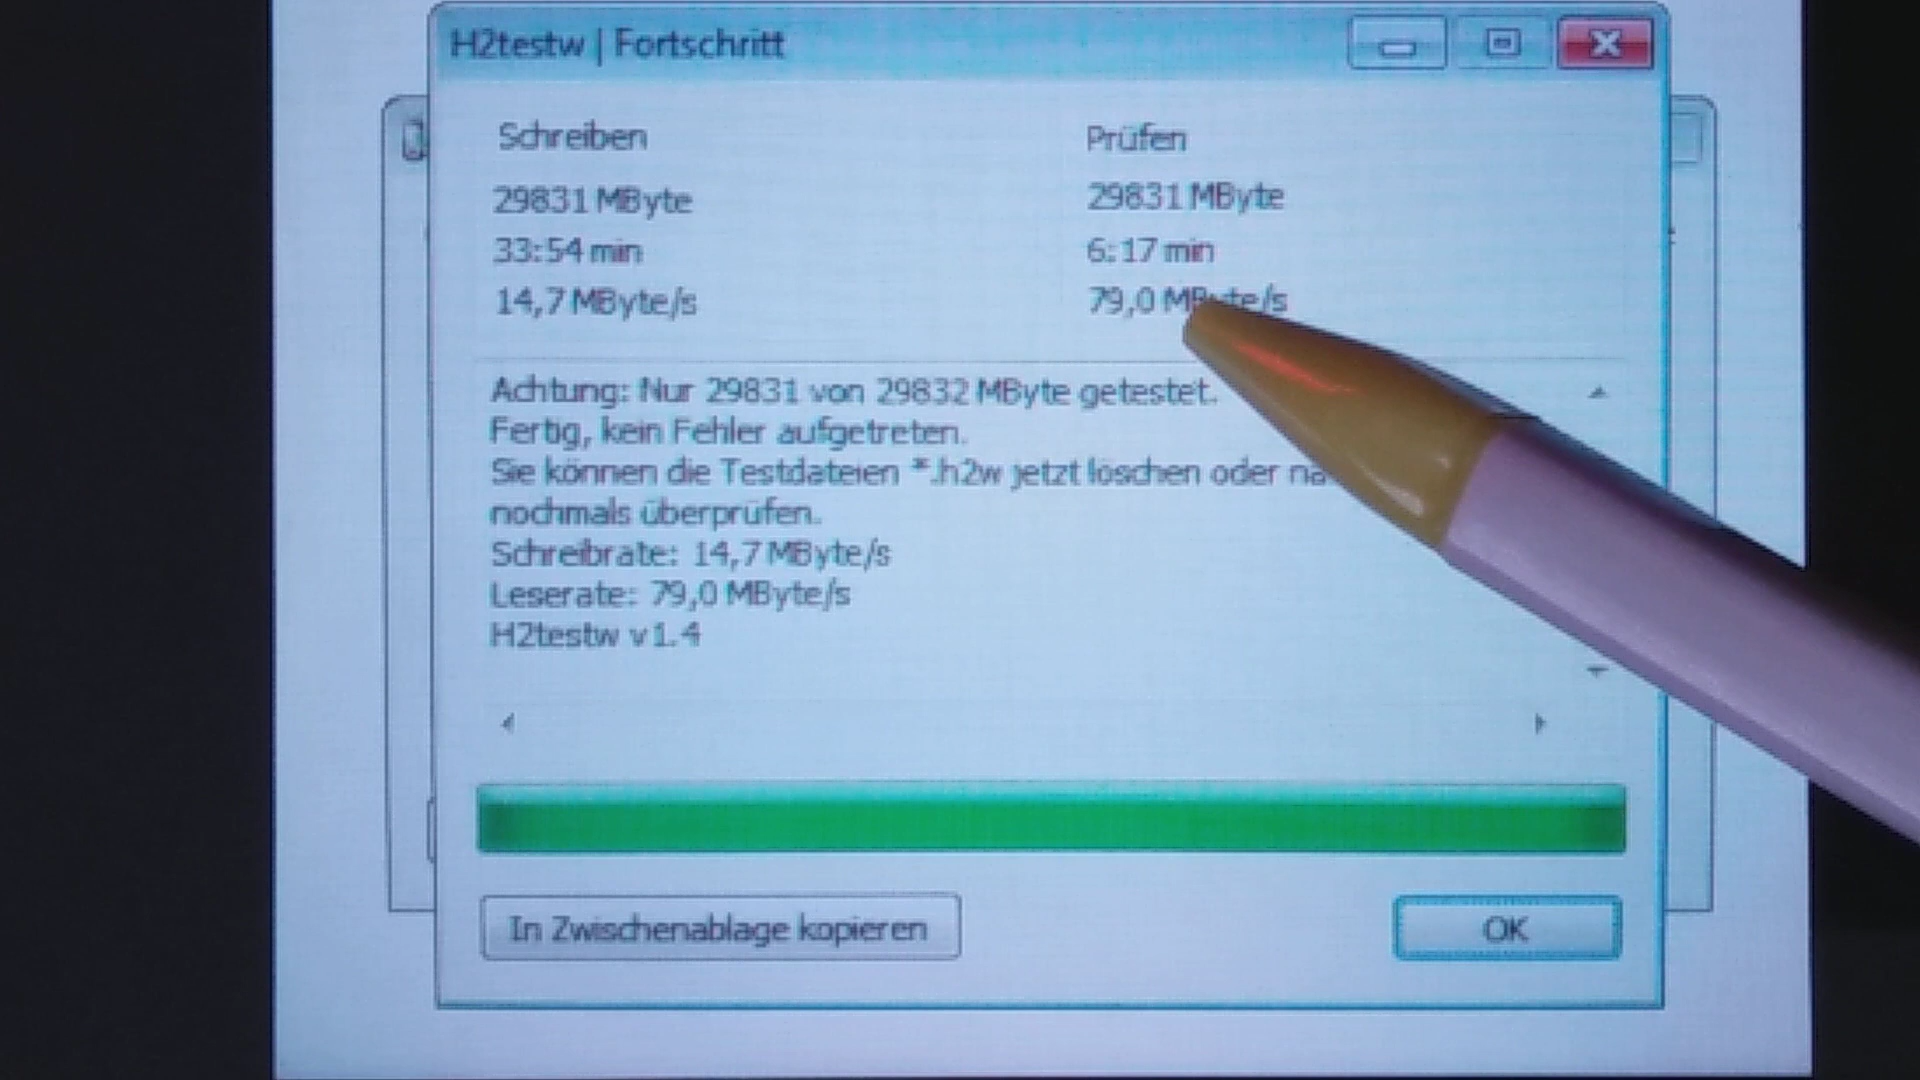 H2testw | Fortschritt
Schreiben
Prüfen
29831 MByte
29831 MByte
33:54 min
6:17 min
14,7 MByte/s
79,0 MByte/s
Achtung: Nur 29831 von 29832 MByte getestet.
Fertig, kein Fehler aufgetreten.
Sie können die Testdateien *.h2w jetzt löschen oder
nochmals überprüfen.
Schreibrate: 14,7 MByte/s
Leserate: 79,0 MByte/s
H2testw v1.4
In Zwischenablage kopieren
OK